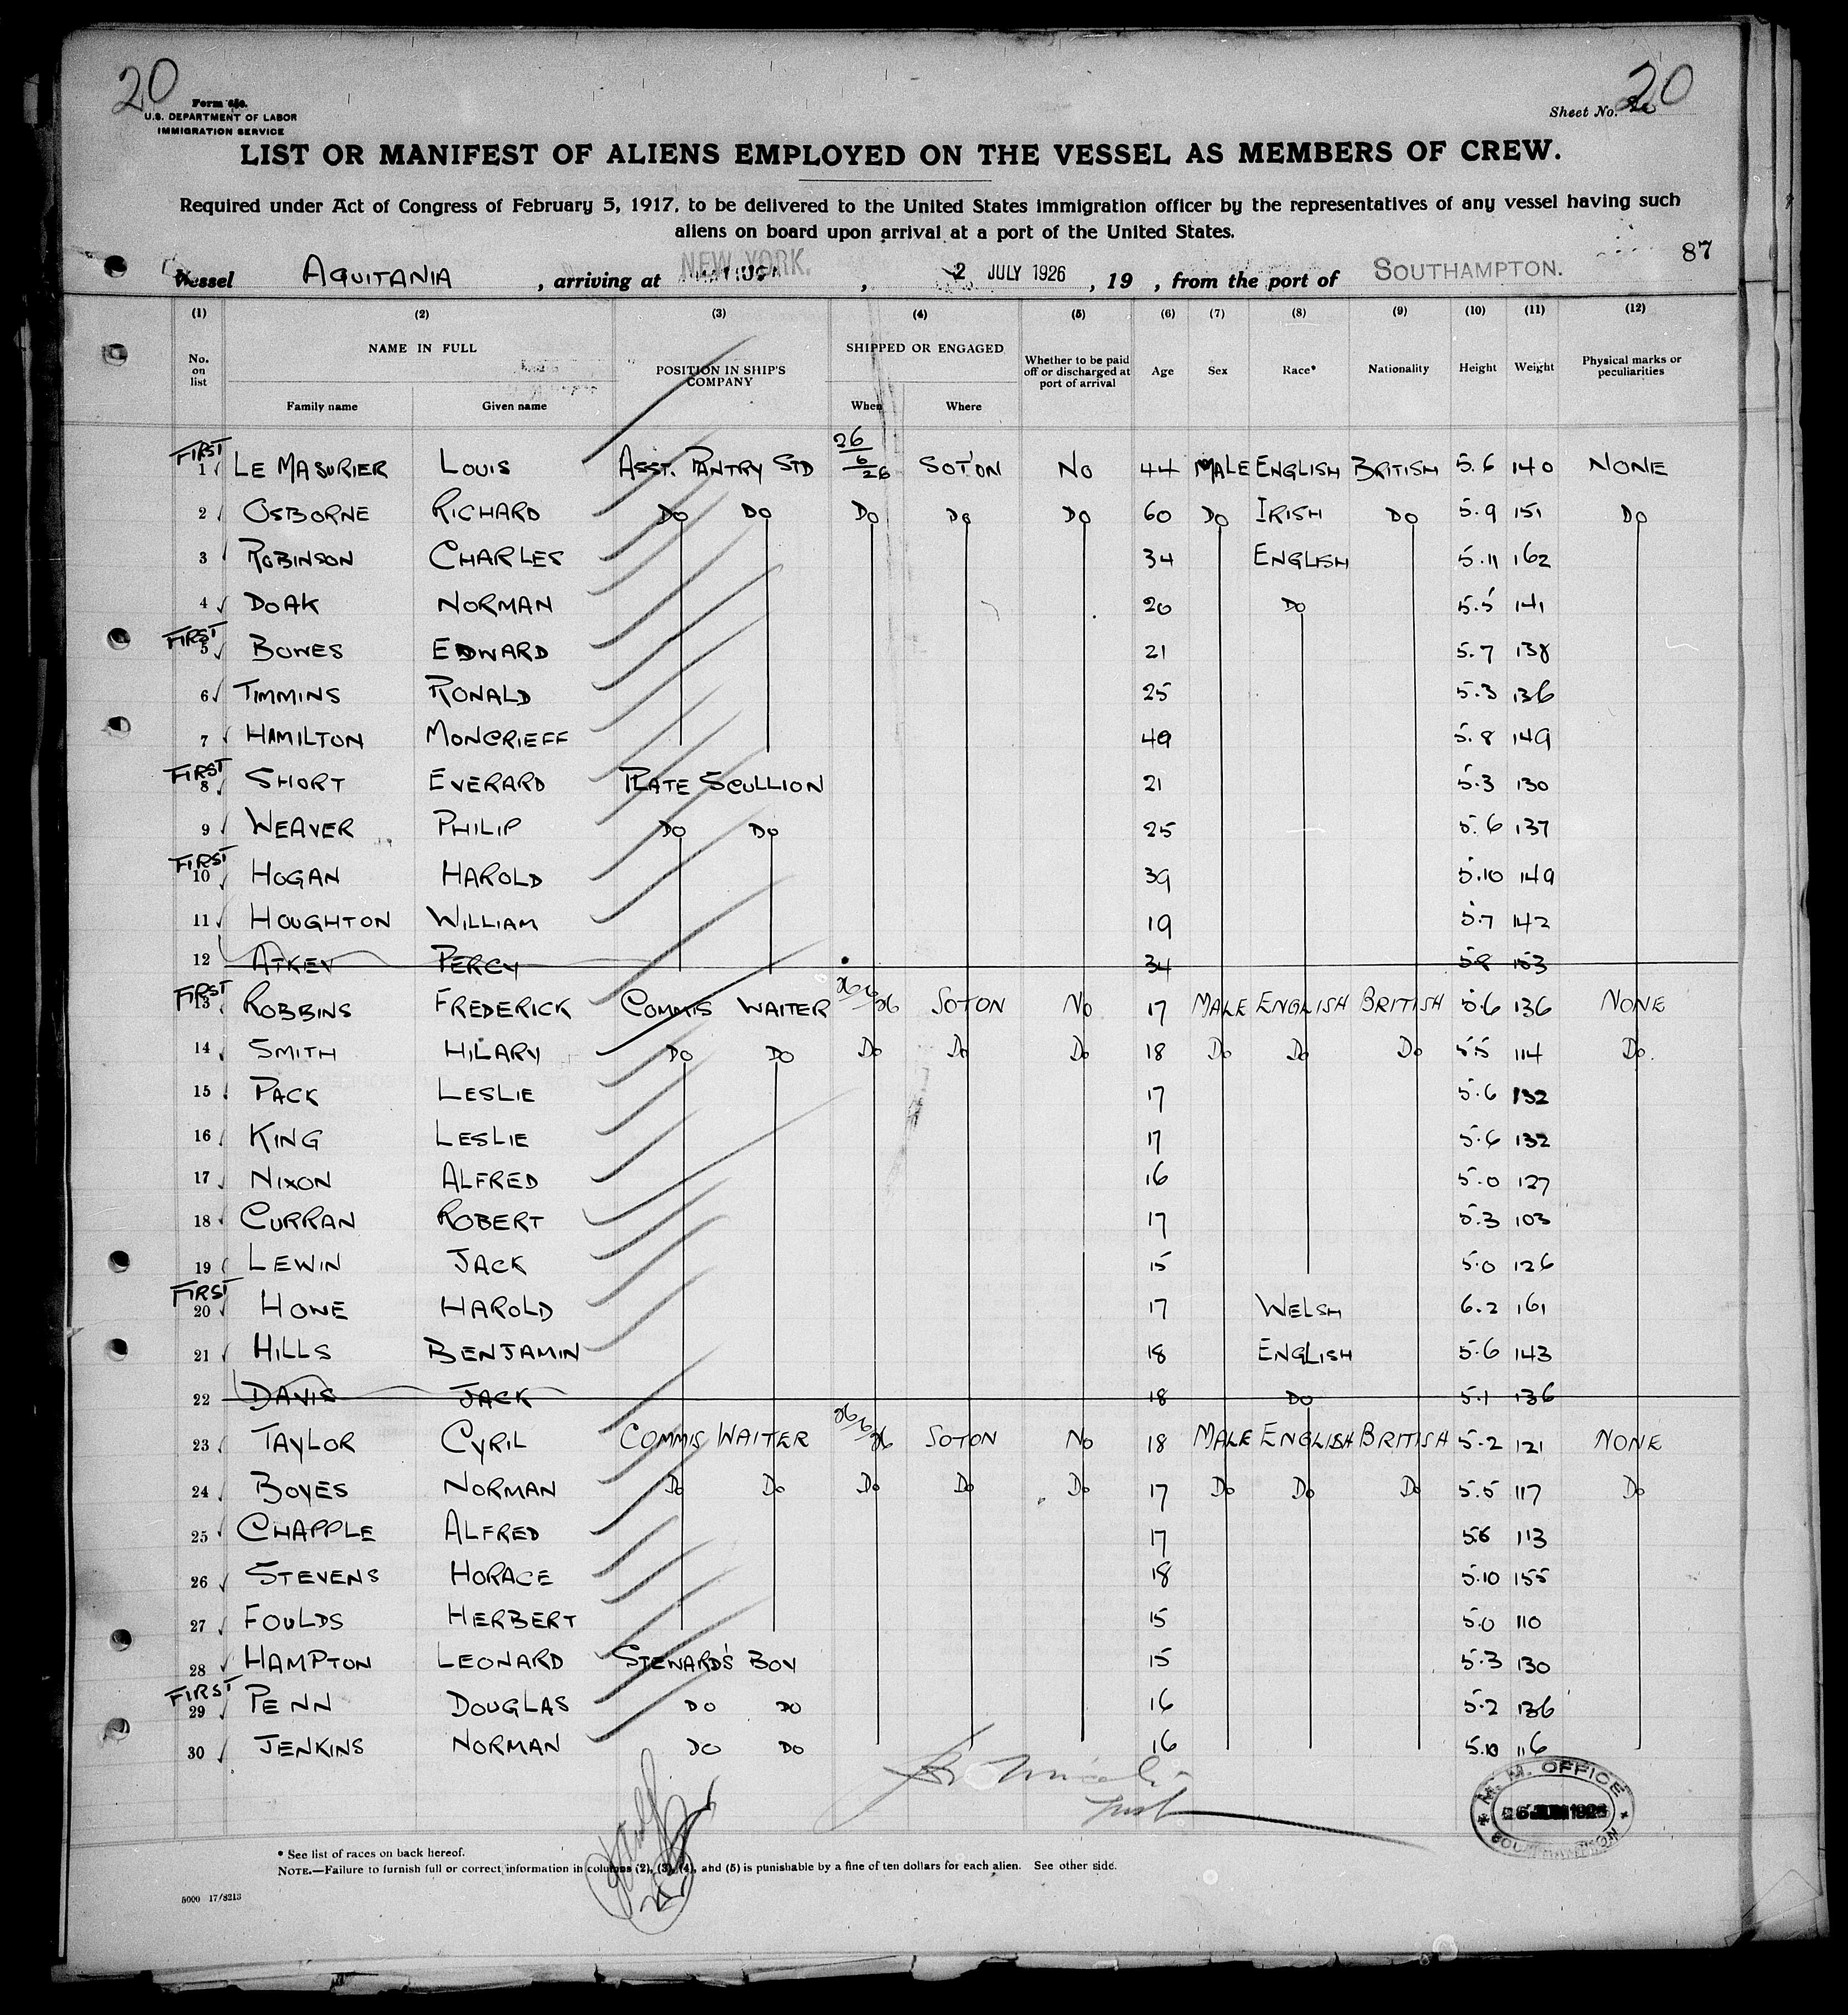 20
20
Form 680.
U.S. DEPARTMENT OF LABOR
IMMIGRATION SERVICE
Sheet No.
LIST OR MANIFEST OF ALIENS EMPLOYED ON THE VESSEL AS MEMBERS OF CREW.
Required under Act of Congress of February 5, 1917, to be delivered to the United States immigration officer by the representatives of any vessel having such
aliens on board upon arrival at a port of the United States.
87
Vessel AQUITANIA , arriving at NEW YORK. , 2 JULY 1926 , 19 , from the port of SOUTHAMPTON.
(1) (2) (3) (4) (5) (6) (7) (8) (9) (10) (11) (12)
No. on list NAME IN FULL POSITION IN SHIP'S COMPANY SHIPPED OR ENGAGED Whether to be paid off or discharged at port of arrival Age Sex Race* Nationality Height Weight Physical marks or peculiarities
Family name Given name When Where
FIRST 1 LE MASURIER LOUIS ASST. PANTRY STD 26/6/26 SOTON NO 44 MALE ENGLISH BRITISH 5.6 140 NONE
2 OSBORNE RICHARD DO DO DO DO DO 60 DO IRISH DO 5.9 151 DO
3 ROBINSON CHARLES 34 ENGLISH 5.11 162
4 DOAK NORMAN 20 DO 5.5 141
FIRST 5 BOWES EDWARD 21 5.7 138
6 TIMMINS RONALD 25 5.3 136
7 HAMILTON MONCRIEFF 49 5.8 149
FIRST 8 SHORT EVERARD PLATE SCULLION 21 5.3 130
9 WEAVER PHILIP DO DO 25 5.6 137
FIRST 10 HOGAN HAROLD 39 5.10 149
11 HOUGHTON WILLIAM 19 5.7 142
12 ATKEY PERCY 34 5.8 153
FIRST 13 ROBBINS FREDERICK COMMIS WAITER 26/6/26 SOTON NO 17 MALE ENGLISH BRITISH 5.6 136 NONE
14 SMITH HILARY DO DO DO DO DO 18 DO DO DO 5.5 114 DO.
15 PACK LESLIE 17 5.6 132
16 KING LESLIE 17 5.6 132
17 NIXON ALFRED 16 5.0 127
18 CURRAN ROBERT 17 5.3 103
19 LEWIN JACK 15 5.0 126
FIRST 20 HOWE HAROLD 17 WELSH 6.2 161
21 HILLS BENJAMIN 18 ENGLISH 5.6 143
22 DAVIS JACK 18 DO 5.1 136
23 TAYLOR CYRIL COMMIS WAITER 26/6/26 SOTON NO 18 MALE ENGLISH BRITISH 5.2 121 NONE
24 BOYES NORMAN DO DO DO DO DO 17 DO DO DO 5.5 117 DO
25 CHAPPLE ALFRED 17 5.6 113
26 STEVENS HORACE 18 5.10 155
27 FOULDS HERBERT 15 5.0 110
28 HAMPTON LEONARD STEWARD'S BOY 15 5.3 130
FIRST 29 PENN DOUGLAS DO DO 16 5.2 136
30 JENKINS NORMAN DO DO 16 5.10 116
M. M. OFFICE
SOUTHAMPTON
* See list of races on back hereof.
NOTE.—Failure to furnish full or correct information in columns (2), (3), (4), and (5) is punishable by a fine of ten dollars for each alien. See other side.
5000 17/8213